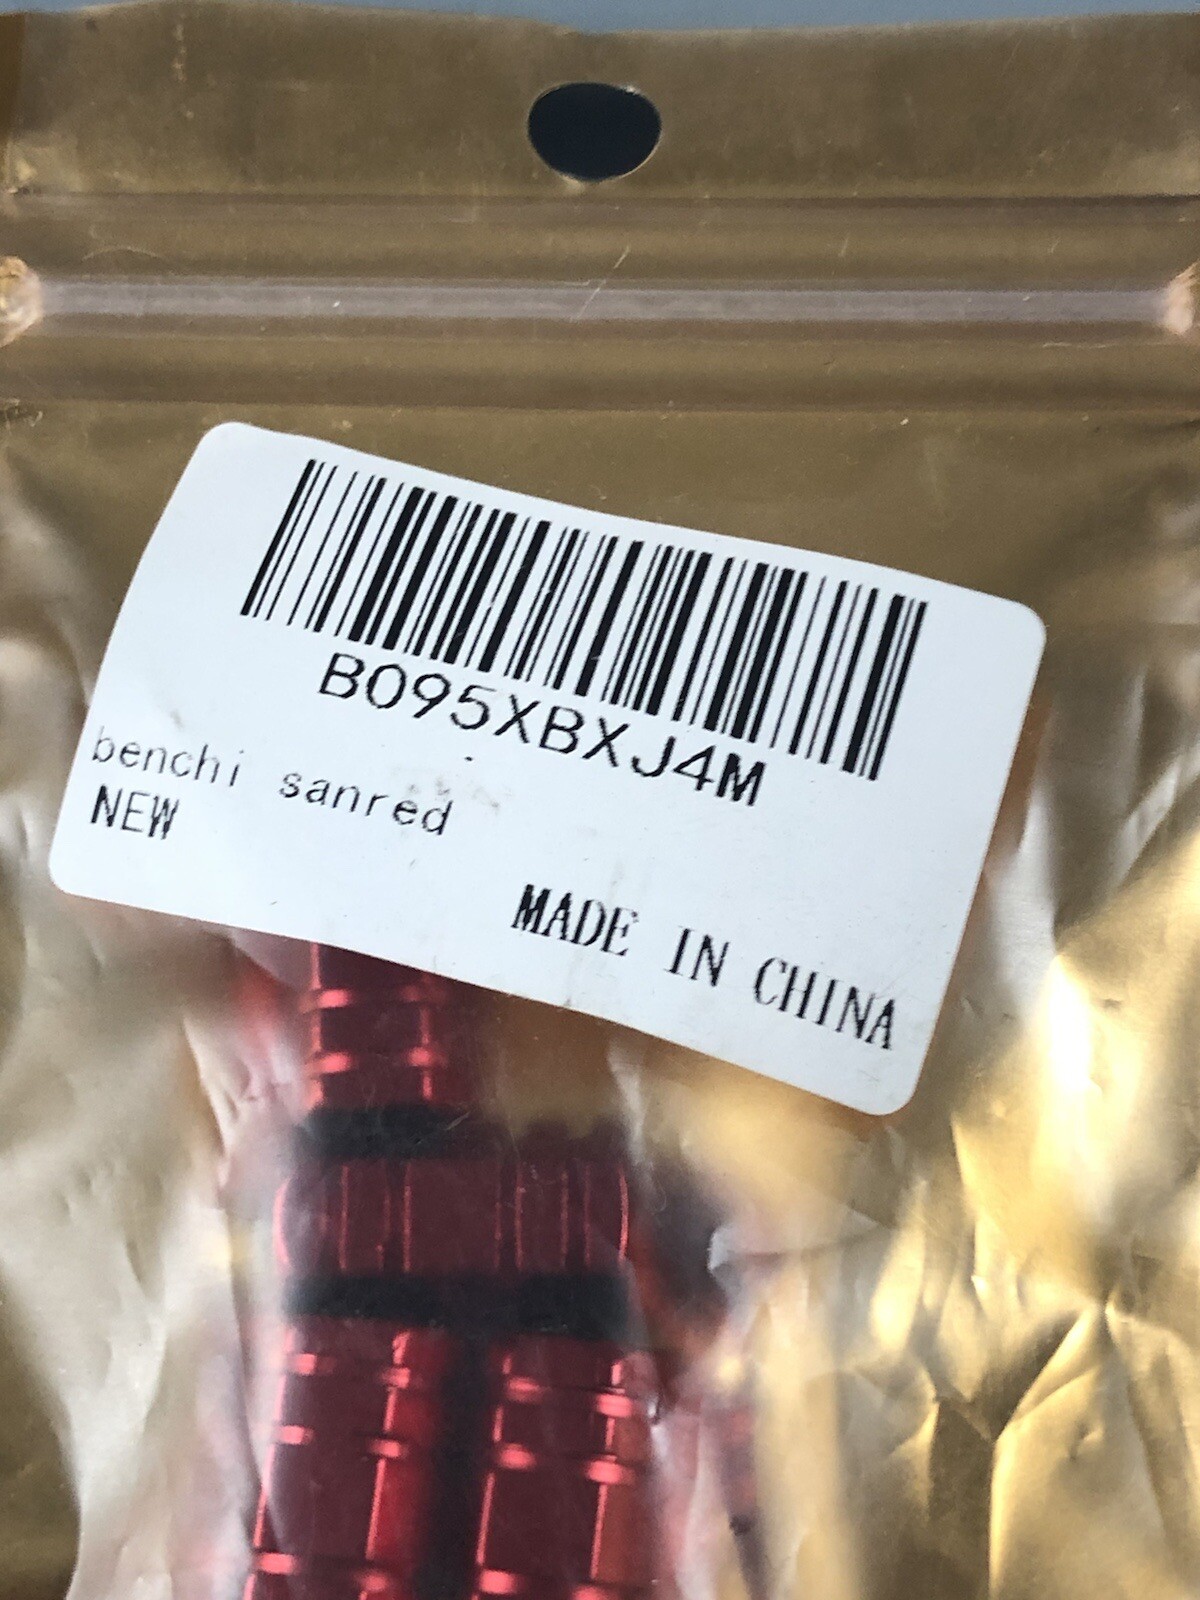 B095XBXJ4M
benchi sanred
NEW
MADE IN CHINA